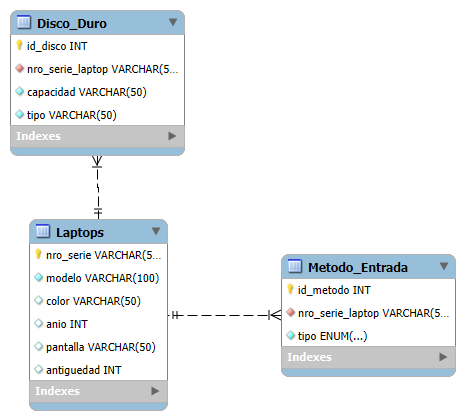 Disco_Duro
id_disco INT
nro_serie_laptop VARCHAR(5...
capacidad VARCHAR(50)
tipo VARCHAR(50)
Indexes
Laptops
nro_serie VARCHAR(5...
modelo VARCHAR(100)
color VARCHAR(50)
anio INT
pantalla VARCHAR(50)
antiguedad INT
Indexes
Metodo_Entrada
id_metodo INT
nro_serie_laptop VARCHAR(5...
tipo ENUM(...)
Indexes